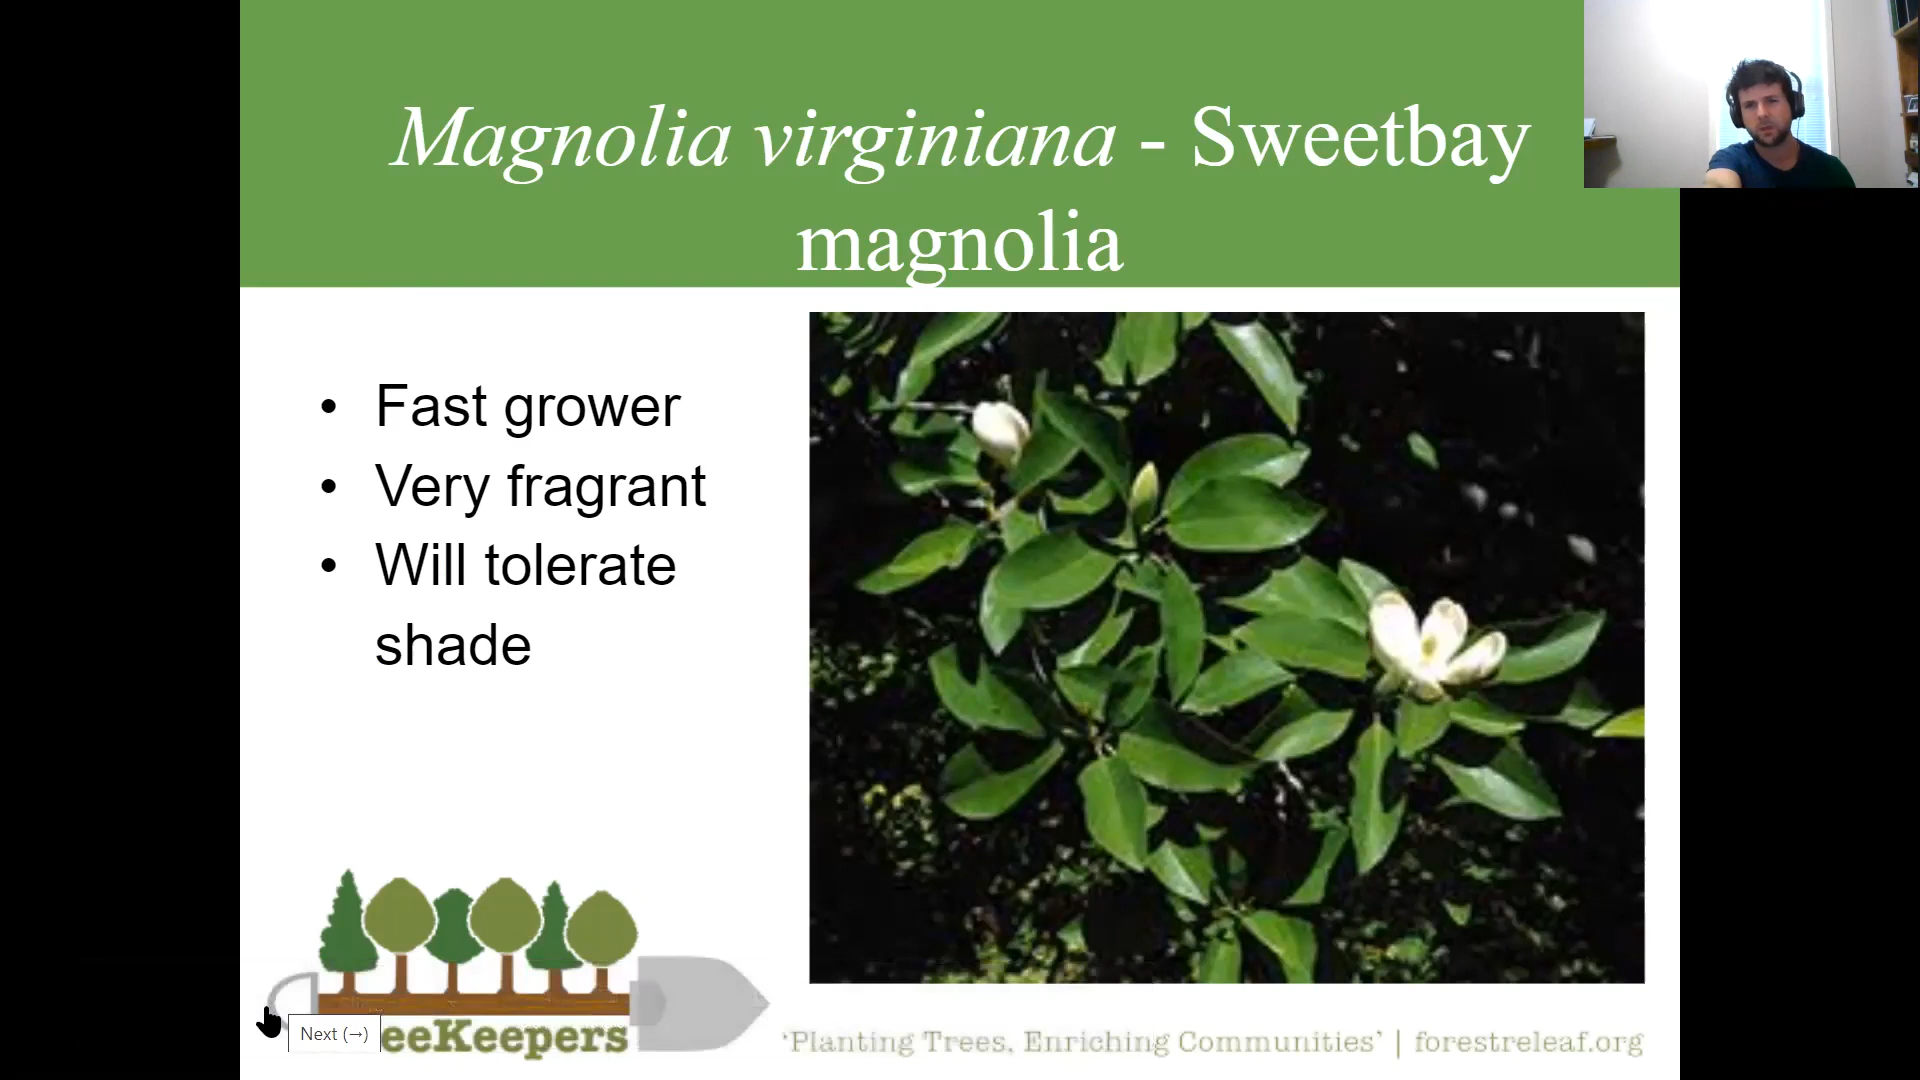 Magnolia virginiana - Sweetbay
magnolia
• Fast grower
• Very fragrant
• Will tolerate
shade
Next (→)
eeKeepers
‘Planting Trees, Enriching Communities’ | forestreleaf.org